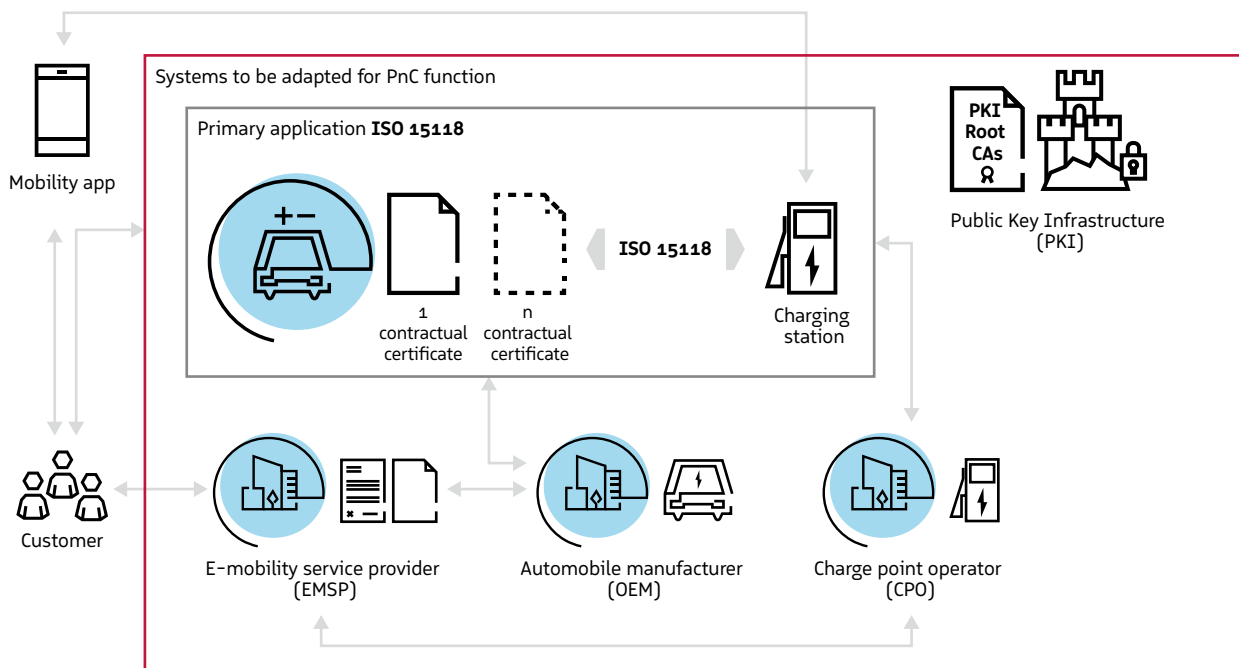 Systems to be adapted for PnC function
Primary application ISO 15118
PKI
Root
CAs
Mobility app
Public Key Infrastructure
(PKI)
ISO 15118
1
contractual
certificate
n
contractual
certificate
Charging
station
Customer
E-mobility service provider
(EMSP)
Automobile manufacturer
(OEM)
Charge point operator
(CPO)